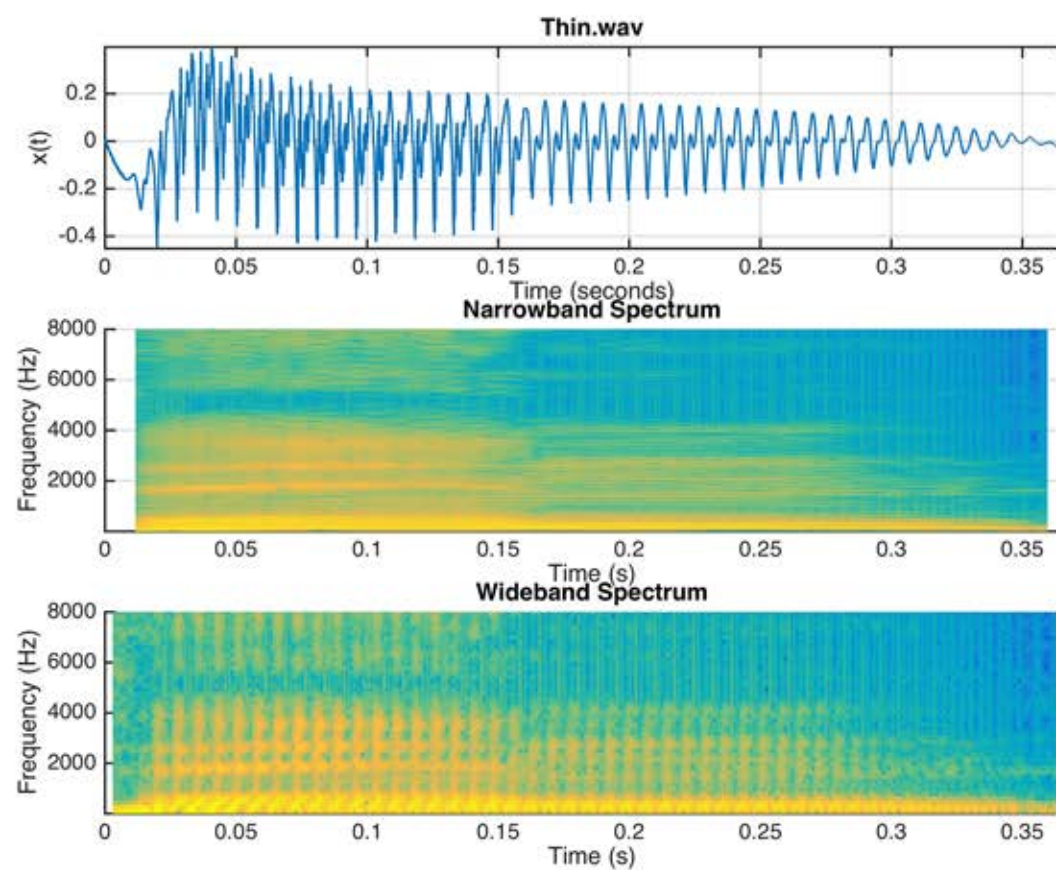 Thin.wav
x(t)
0.2
0
-0.2
-0.4
0 0.05 0.1 0.15 0.2 0.25 0.3 0.35
Time (seconds)
Narrowband Spectrum
Frequency (Hz)
8000
6000
4000
2000
0 0.05 0.1 0.15 0.2 0.25 0.3 0.35
Time (s)
Wideband Spectrum
Frequency (Hz)
8000
6000
4000
2000
0 0.05 0.1 0.15 0.2 0.25 0.3 0.35
Time (s)